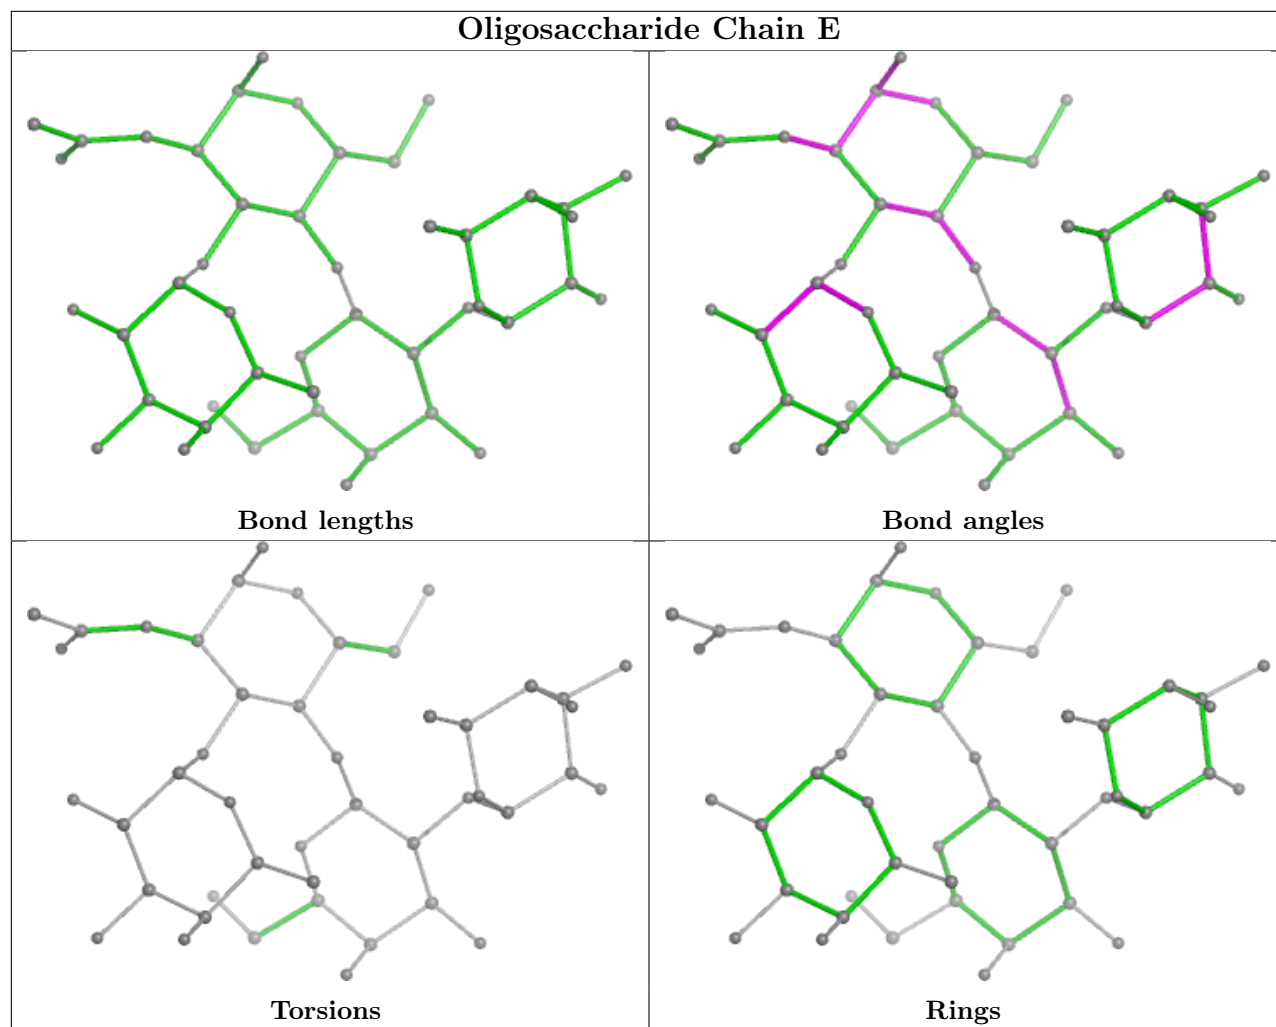 Oligosaccharide Chain E
Bond lengths
Bond angles
Torsions
Rings